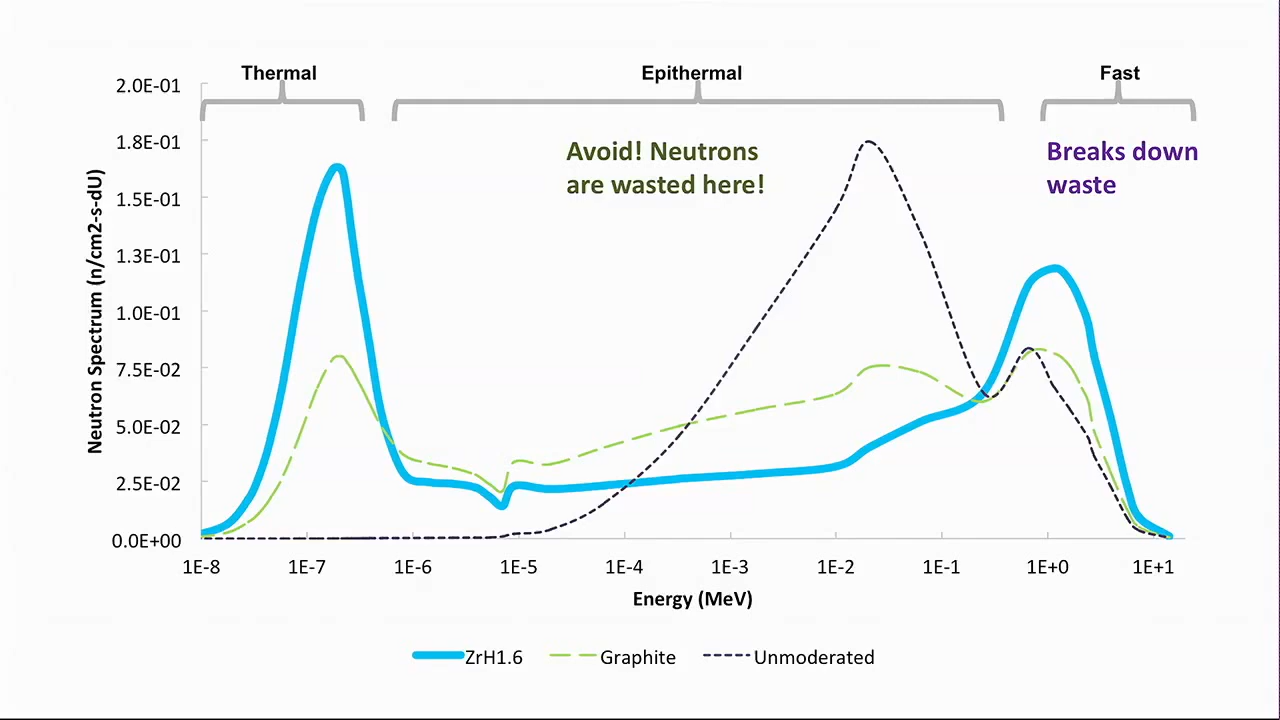 Thermal
Epithermal
Fast
Avoid! Neutrons
are wasted here!
Breaks down
waste
Neutron Spectrum (n/cm2-s-dU)
2.0E-01
1.8E-01
1.5E-01
1.3E-01
1.0E-01
7.5E-02
5.0E-02
2.5E-02
0.0E+00
1E-8 1E-7 1E-6 1E-5 1E-4 1E-3 1E-2 1E-1 1E+0 1E+1
Energy (MeV)
ZrH1.6 Graphite Unmoderated